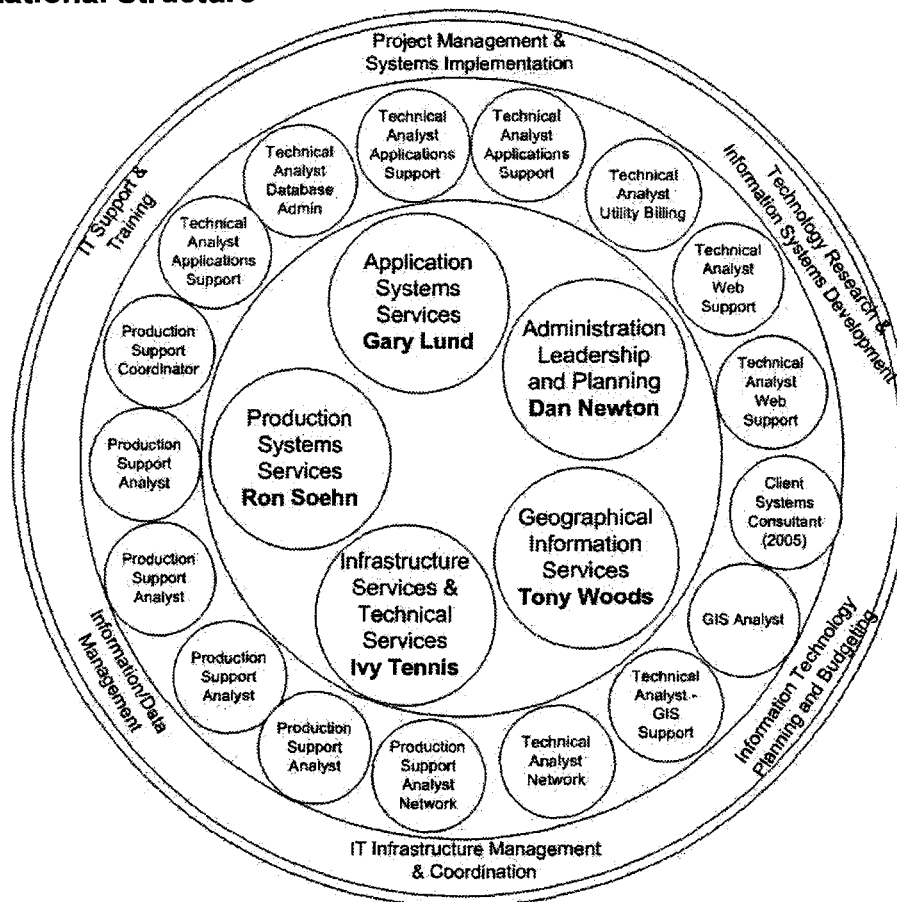 Project Management &
Systems Implementation
Technology Research &
Information Systems Development
Information Technology
Planning and Budgeting
IT Infrastructure Management
& Coordination
Information/Data
Management
IT Support &
Training
Technical
Analyst
Applications
Support
Technical
Analyst
Applications
Support
Technical
Analyst
Utility Billing
Technical
Analyst
Web
Support
Technical
Analyst
Web
Support
Client
Systems
Consultant
(2005)
GIS Analyst
Technical
Analyst -
GIS
Support
Technical
Analyst
Network
Production
Support
Analyst
Network
Production
Support
Analyst
Production
Support
Analyst
Production
Support
Analyst
Production
Support
Analyst
Production
Support
Coordinator
Technical
Analyst
Applications
Support
Technical
Analyst
Database
Admin
Application
Systems
Services
Gary Lund
Administration
Leadership
and Planning
Dan Newton
Geographical
Information
Services
Tony Woods
Infrastructure
Services &
Technical
Services
Ivy Tennis
Production
Systems
Services
Ron Soehn